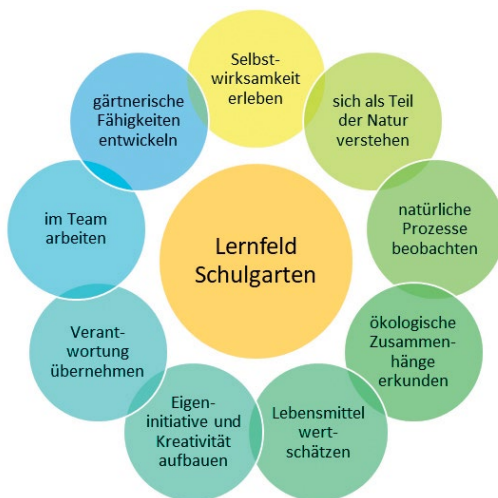 Selbst-
wirksamkeit
erleben
sich als Teil
der Natur
verstehen
natürliche
Prozesse
beobachten
ökologische
Zusammen-
hänge
erkunden
Lebensmittel
wert-
schätzen
Eigen-
initiative und
Kreativität
aufbauen
Verant-
wortung
übernehmen
im Team
arbeiten
gärtnerische
Fähigkeiten
entwickeln
Lernfeld
Schulgarten